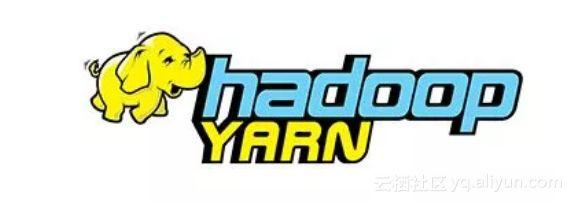 hadoop
YARN
云栖社区 yq.aliyun.com